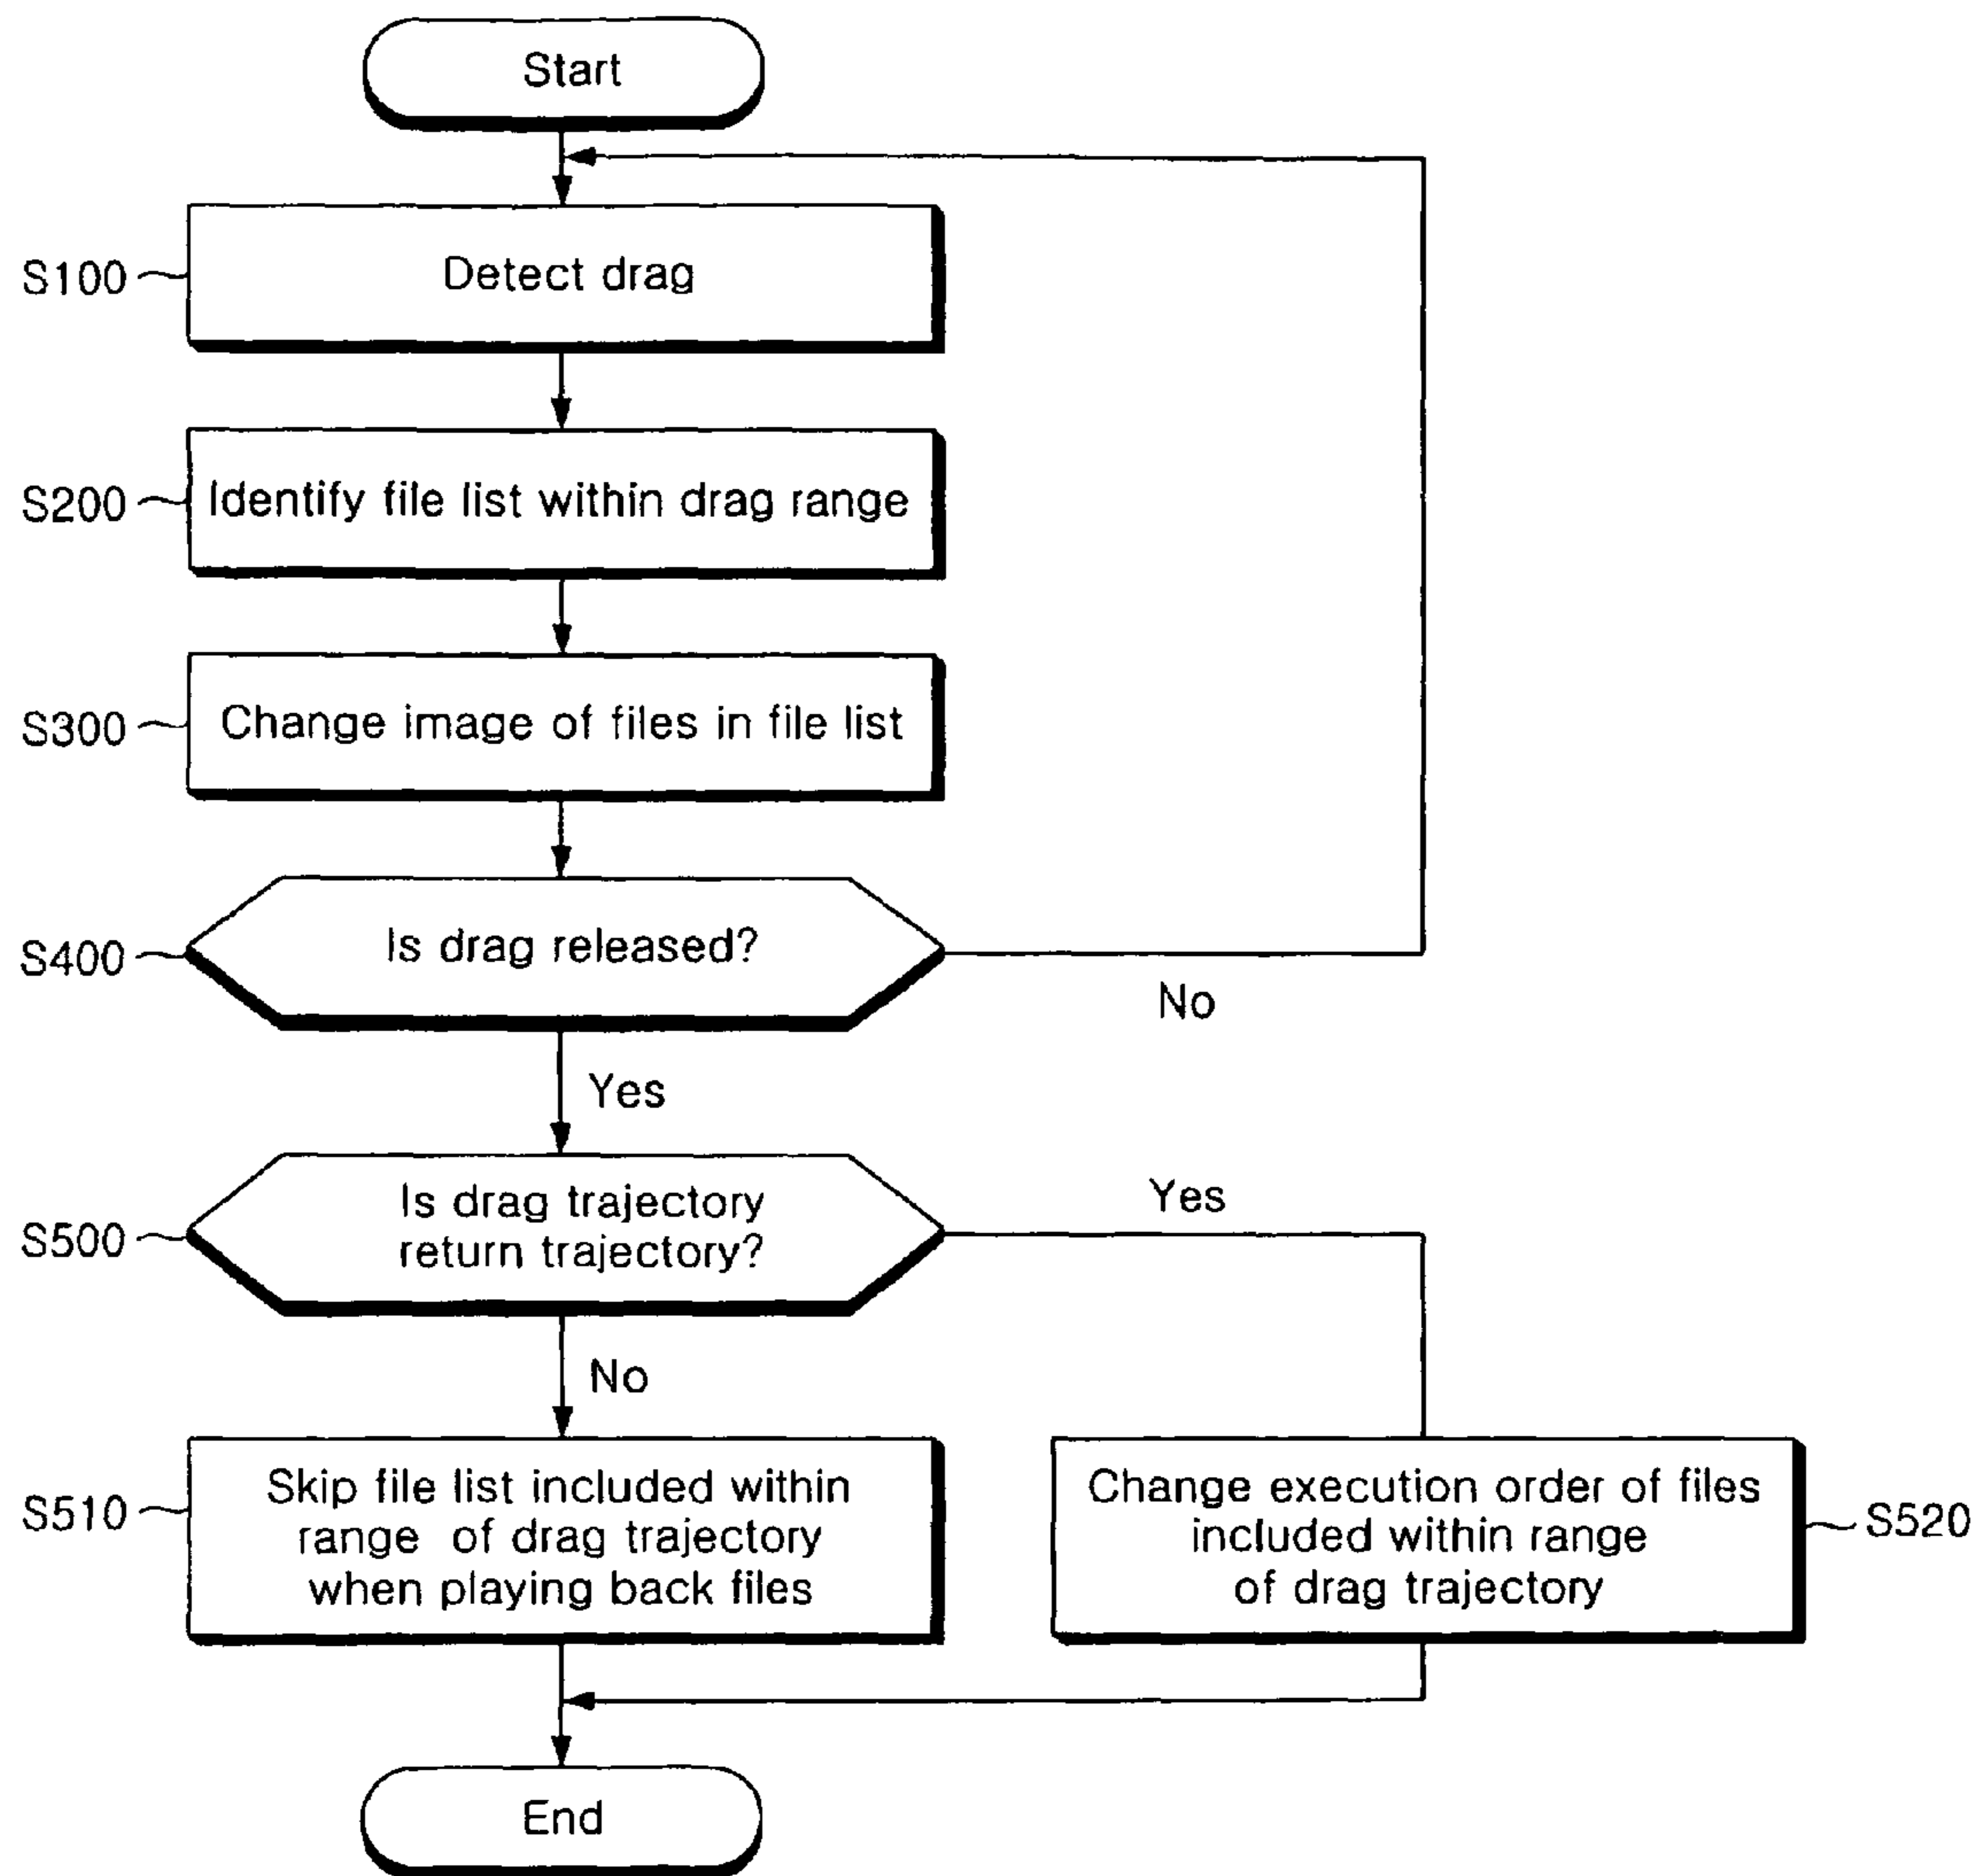 Start
S100
Detect drag
S200
Identify file list within drag range
S300
Change image of files in file list
S400
Is drag released?
No
Yes
S500
Is drag trajectory
return trajectory?
Yes
No
S510
Skip file list included within
range of drag trajectory
when playing back files
Change execution order of files
included within range
of drag trajectory
S520
End